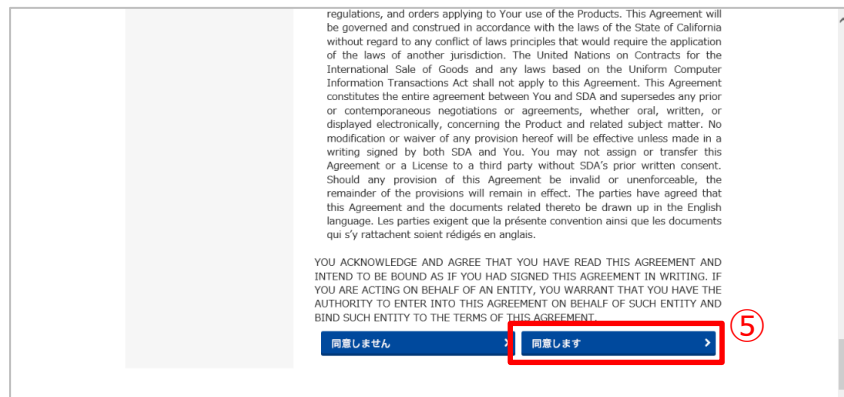 regulations, and orders applying to Your use of the Products. This Agreement will
be governed and construed in accordance with the laws of the State of California
without regard to any conflict of laws principles that would require the application
of the laws of another jurisdiction. The United Nations on Contracts for the
International Sale of Goods and any laws based on the Uniform Computer
Information Transactions Act shall not apply to this Agreement. This Agreement
constitutes the entire agreement between You and SDA and supersedes any prior
or contemporaneous negotiations or agreements, whether oral, written, or
displayed electronically, concerning the Product and related subject matter. No
modification or waiver of any provision hereof will be effective unless made in a
writing signed by both SDA and You. You may not assign or transfer this
Agreement or a License to a third party without SDA's prior written consent.
Should any provision of this Agreement be invalid or unenforceable, the
remainder of the provisions will remain in effect. The parties have agreed that
this Agreement and the documents related thereto be drawn up in the English
language. Les parties exigent que la présente convention ainsi que les documents
qui s'y rattachent soient rédigés en anglais.
YOU ACKNOWLEDGE AND AGREE THAT YOU HAVE READ THIS AGREEMENT AND
INTEND TO BE BOUND AS IF YOU HAD SIGNED THIS AGREEMENT IN WRITING. IF
YOU ARE ACTING ON BEHALF OF AN ENTITY, YOU WARRANT THAT YOU HAVE THE
AUTHORITY TO ENTER INTO THIS AGREEMENT ON BEHALF OF SUCH ENTITY AND
BIND SUCH ENTITY TO THE TERMS OF THIS AGREEMENT.
同意しません
同意します
⑤